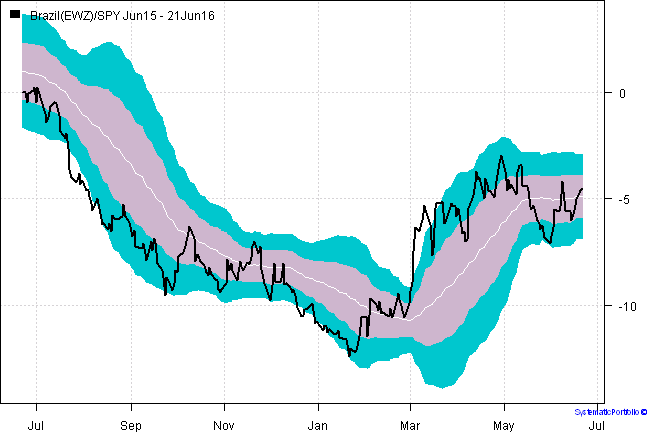 Brazil(EWZ)/SPY Jun15 - 21Jun16
0
-5
-10
SystematicPortfolio ©
Jul Sep Nov Jan Mar May Jul